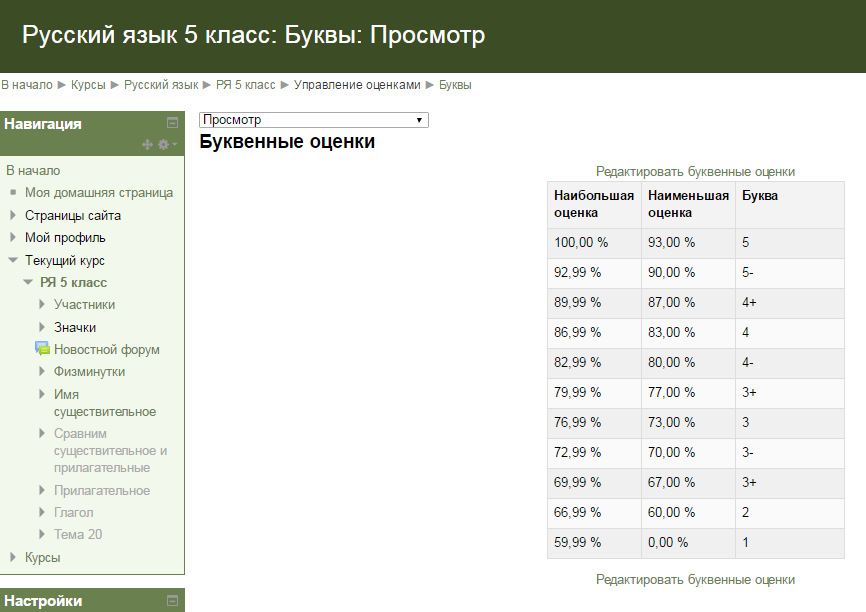 Русский язык 5 класс: Буквы: Просмотр
В начало ► Курсы ► Русский язык ► РЯ 5 класс ► Управление оценками ► Буквы
Навигация
В начало
Моя домашняя страница
Страницы сайта
Мой профиль
Текущий курс
РЯ 5 класс
Участники
Значки
Новостной форум
Физминутки
Имя
существительное
Сравним
существительное и
прилагательные
Прилагательное
Глагол
Тема 20
Курсы
Настройки
Просмотр
Буквенные оценки
Редактировать буквенные оценки
Наибольшая оценка Наименьшая оценка Буква
100,00 % 93,00 % 5
92,99 % 90,00 % 5-
89,99 % 87,00 % 4+
86,99 % 83,00 % 4
82,99 % 80,00 % 4-
79,99 % 77,00 % 3+
76,99 % 73,00 % 3
72,99 % 70,00 % 3-
69,99 % 67,00 % 3+
66,99 % 60,00 % 2
59,99 % 0,00 % 1
Редактировать буквенные оценки